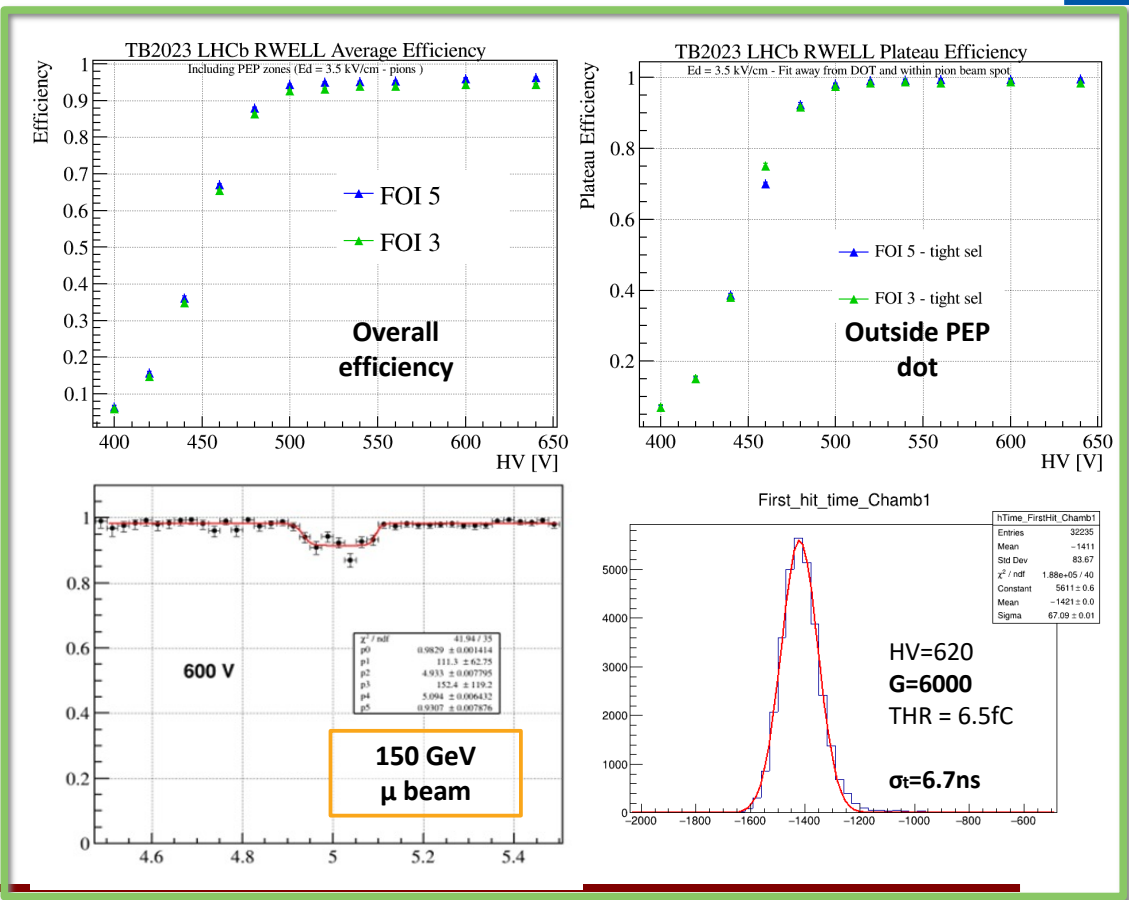 TB2023 LHCb RWELL Average Efficiency
Including PEP zones (Ed = 3.5 kV/cm - pions )
Efficiency
1
0.9
0.8
0.7
0.6
0.5
0.4
0.3
0.2
0.1
FOI 5
FOI 3
Overall
efficiency
400 450 500 550 600 650
HV [V]
TB2023 LHCb RWELL Plateau Efficiency
Ed = 3.5 kV/cm - Fit away from DOT and within pion beam spot
Plateau Efficiency
1
0.8
0.6
0.4
0.2
FOI 5 - tight sel
FOI 3 - tight sel
Outside PEP
dot
400 450 500 550 600 650
HV [V]
1
0.8
0.6
0.4
0.2
0
600 V
χ² / ndf 41.94 / 35
p0 0.9829 ± 0.001414
p1 111.3 ± 62.75
p2 4.933 ± 0.007795
p3 152.4 ± 119.2
p4 5.094 ± 0.006432
p5 0.9307 ± 0.007876
150 GeV
μ beam
4.6 4.8 5 5.2 5.4
First_hit_time_Chamb1
hTime_FirstHit_Chamb1
Entries 32235
Mean −1411
Std Dev 83.67
χ² / ndf 1.88e+05 / 40
Constant 5611 ± 0.6
Mean −1421 ± 0.0
Sigma 67.09 ± 0.01
5000
4000
3000
2000
1000
0
HV=620
G=6000
THR = 6.5fC
σt=6.7ns
−2000 −1800 −1600 −1400 −1200 −1000 −800 −600